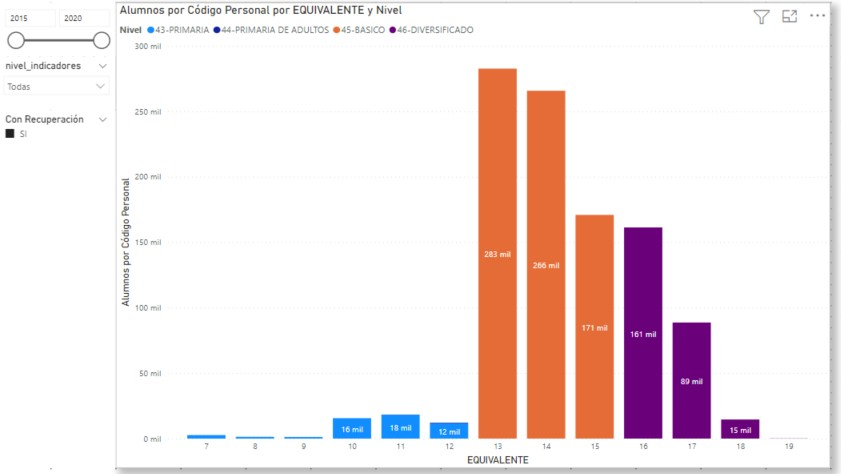 2015 2020
nivel_indicadores
Todas
Con Recuperación
SI
Alumnos por Código Personal por EQUIVALENTE y Nivel
Nivel 43-PRIMARIA 44-PRIMARIA DE ADULTOS 45-BASICO 46-DIVERSIFICADO
Alumnos por Código Personal
300 mil
250 mil
200 mil
150 mil
100 mil
50 mil
0 mil
16 mil
18 mil
12 mil
283 mil
266 mil
171 mil
161 mil
89 mil
15 mil
7 8 9 10 11 12 13 14 15 16 17 18 19
EQUIVALENTE